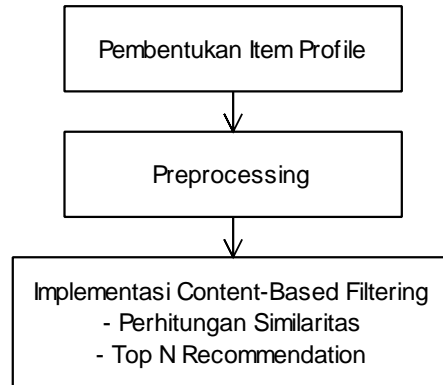 Pembentukan Item Profile
Preprocessing
Implementasi Content-Based Filtering
- Perhitungan Similaritas
- Top N Recommendation